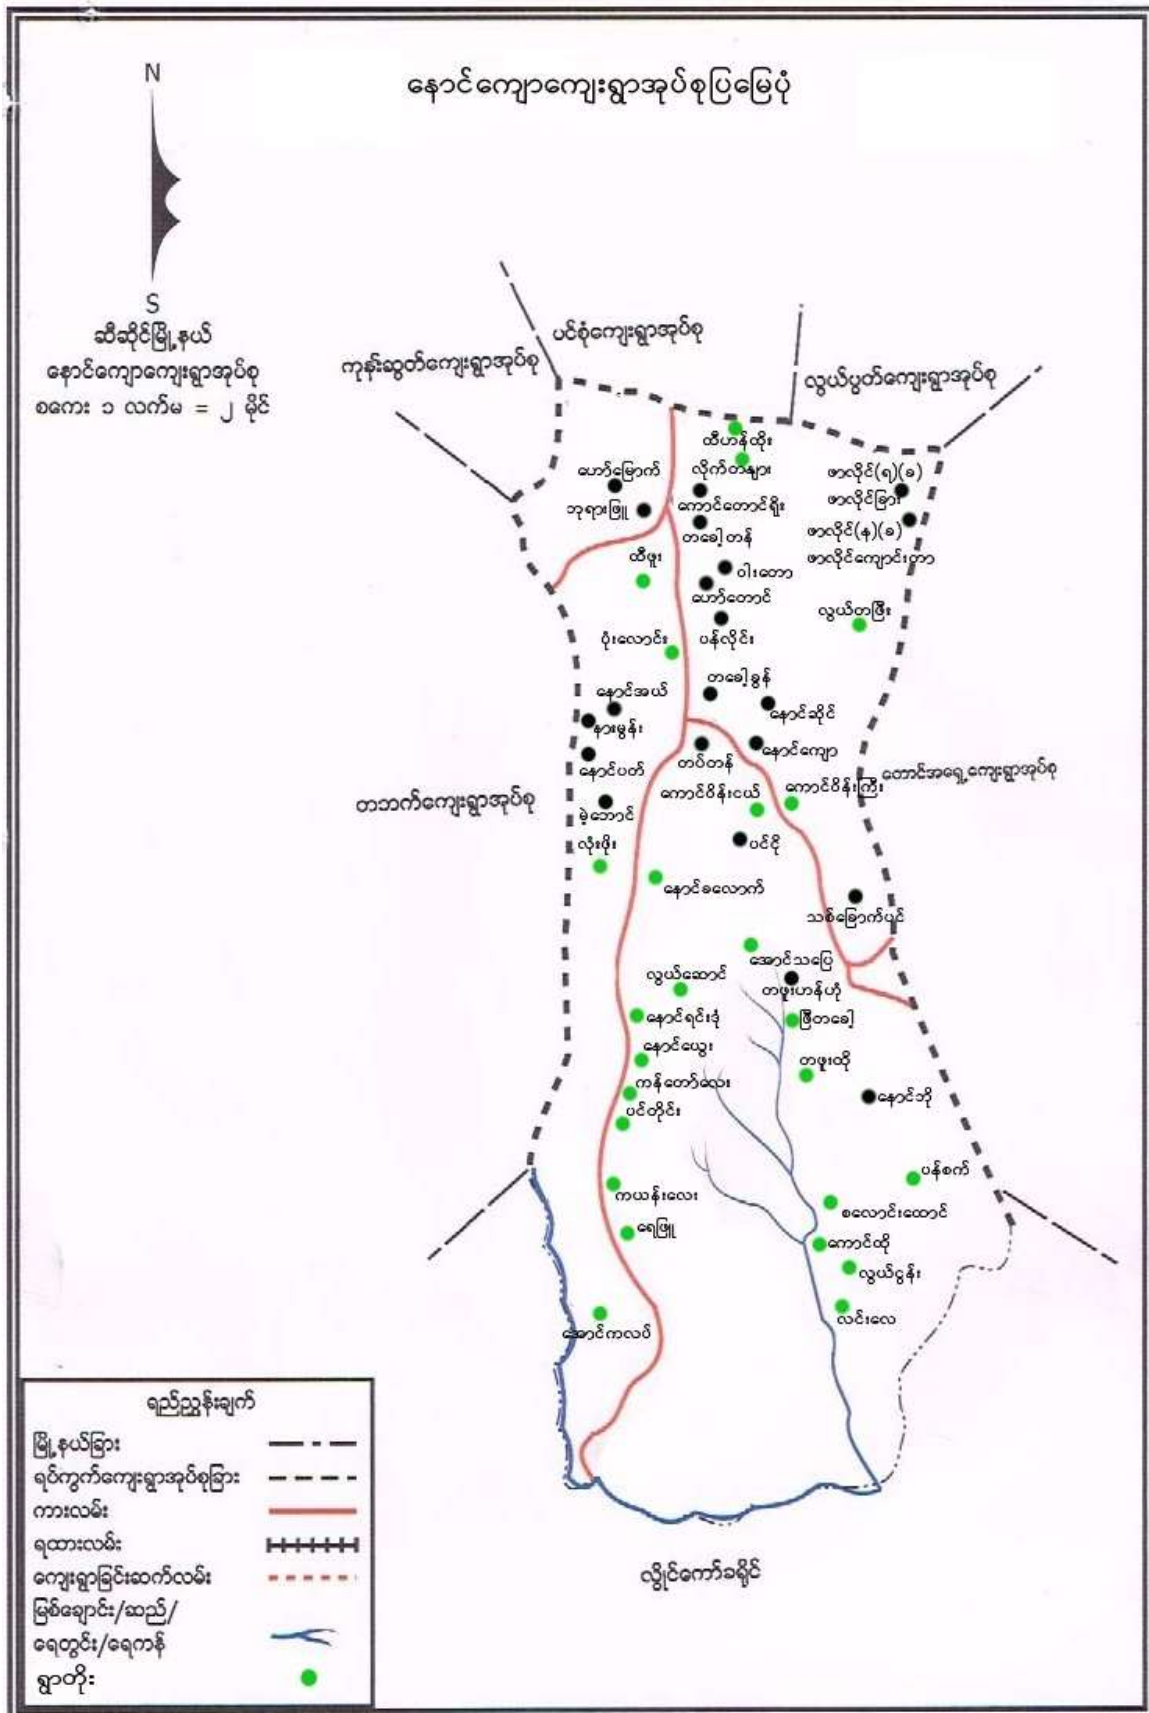 နောင်ကျောကျေးရွာအုပ်စုပြမြေပုံ
N
S
ဆီဆိုင်မြို့နယ်
နောင်ကျောကျေးရွာအုပ်စု
စကေး ၁ လက်မ = ၂ မိုင်
ပင်စုံကျေးရွာအုပ်စု
ကုန်းဆွတ်ကျေးရွာအုပ်စု
လွယ်ပွတ်ကျေးရွာအုပ်စု
ထီဟန်ထိုး
ဟော်မြောက်
လိုက်တနျား
ဖာလိုင်(ရ)(ခ)
ဖာလိုင်ခြား
ဘုရားဖြူ
ကောင်တောင်ရိုး
တခေါ့တန်
ဖာလိုင်(န)(ခ)
ဖာလိုင်ကျောင်းတာ
ထီဖူး
ဝါးတော
ဟော်တောင်
လွယ်တဖြီး
ပုံးလောင်း
ပန်လိုင်း
တခေါ့ခွန်
နောင်အယ်
နောင်ဆိုင်
နားမွန်း
နောင်ကျော
နောင်ပတ်
တပ်တန်
တောင်အရှေ့ကျေးရွာအုပ်စု
ကောင်ဝိန်းငယ်
ကောင်ဝိန်းကြီး
တဘက်ကျေးရွာအုပ်စု
မဲ့ဘောင်
လုံးဖိုး
ပင်ငို
နောင်ခလောက်
သစ်ခြောက်ပင်
အောင်သပြေ
လွယ်ဆောင်
တဖူးဟန်ဟုံ
နောင်ရင်းဒုံ
ဖြီတခေါ့
နောင်ယွေး
တဖူးထို
ကန်တော်လေး
နောင်ဘို
ပင်တိုင်း
ပန်စက်
ကယန်းလေး
စလောင်းထောင်
ရေဖြူ
ကောင်ထို
လွယ်ငွန်း
လင်းလေ
အောင်ကလပ်
ရည်ညွှန်းချက်
မြို့နယ်ခြား
ရပ်ကွက်ကျေးရွာအုပ်စုခြား
ကားလမ်း
ရထားလမ်း
ကျေးရွာခြင်းဆက်လမ်း
မြစ်ချောင်း/ဆည်/
ရေတွင်း/ရေကန်
ရွာတိုး
လွိုင်ကော်ခရိုင်